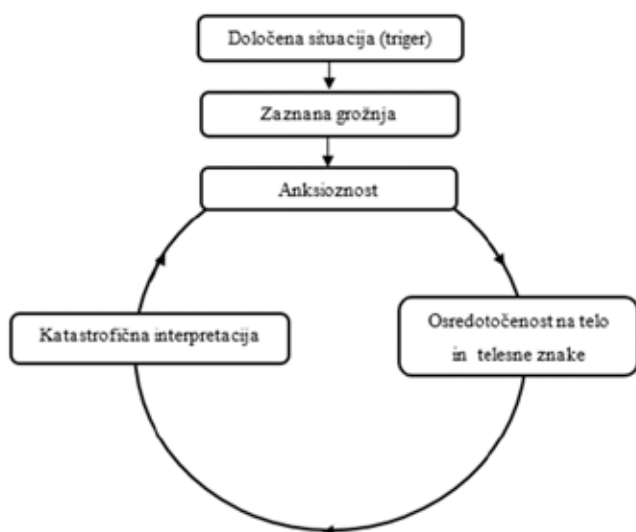 Določena situacija (triger)
Zaznana grožnja
Anksioznost
Katastrofična interpretacija
Osredotočenost na telo
in telesne znake